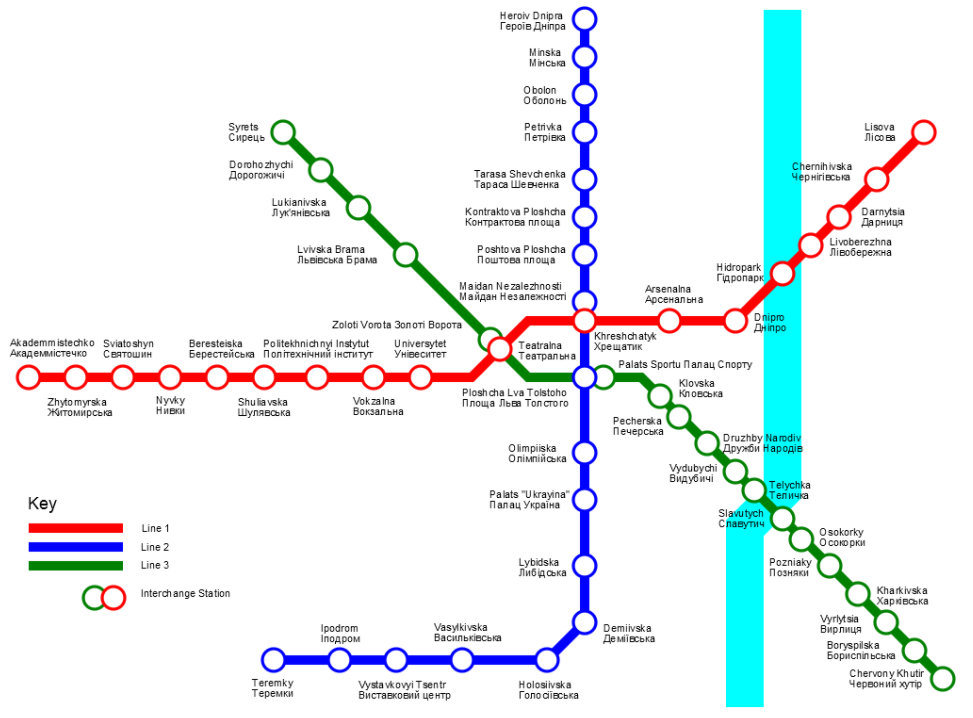 Heroiv Dnipra
Героїв Дніпра
Minska
Мінська
Obolon
Оболонь
Petrivka
Петрівка
Tarasa Shevchenka
Тараса Шевченка
Kontraktova Ploshcha
Контрактова площа
Poshtova Ploshcha
Поштова площа
Maidan Nezalezhnosti
Майдан Незалежності
Syrets
Сирець
Dorohozhychi
Дорогожичі
Lukianivska
Лук'янівська
Lvivska Brama
Львівська Брама
Zoloti Vorota Золоті Ворота
Lisova
Лісова
Chernihivska
Чернігівська
Darnytsia
Дарниця
Livoberezhna
Лівобережна
Hidropark
Гідропарк
Arsenalna
Арсенальна
Dnipro
Дніпро
Khreshchatyk
Хрещатик
Teatralna
Театральна
Akademmistechko
Академмістечко
Sviatoshyn
Святошин
Beresteiska
Берестейська
Politekhnichnyi Instytut
Політехнічний інститут
Universytet
Унівеситет
Zhytomyrska
Житомирська
Nyvky
Нивки
Shuliavska
Шулявська
Vokzalna
Вокзальна
Ploshcha Lva Tolstoho
Площа Льва Толстого
Palats Sportu Палац Спорту
Klovska
Кловська
Pecherska
Печерська
Druzhby Narodiv
Дружби Народів
Vydubychi
Видубичі
Telychka
Теличка
Slavutych
Славутич
Osokorky
Осокорки
Pozniaky
Позняки
Kharkivska
Харківська
Vyrlytsia
Вирлиця
Boryspilska
Бориспільська
Chervony Khutir
Червоний хутір
Olimpiiska
Олімпійська
Palats "Ukrayina"
Палац Україна
Lybidska
Либідська
Demiivska
Деміївська
Ipodrom
Іподром
Vasylkivska
Васильківська
Teremky
Теремки
Vystavkovyi Tsentr
Виставковий центр
Holosiivska
Голосіївська
Key
Line 1
Line 2
Line 3
Interchange Station